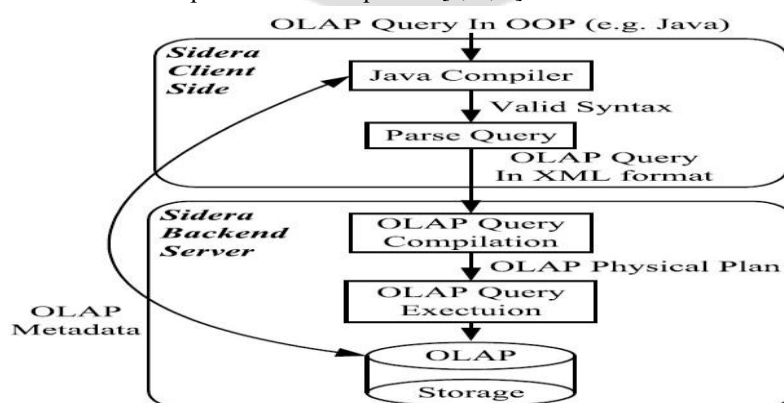 OLAP Query In OOP (e.g. Java)
Sidera
Client
Side
Java Compiler
Valid Syntax
Parse Query
OLAP Query
In XML format
Sidera
Backend
Server
OLAP Query
Compilation
OLAP Physical Plan
OLAP Query
Exectuion
OLAP
Metadata
OLAP
Storage